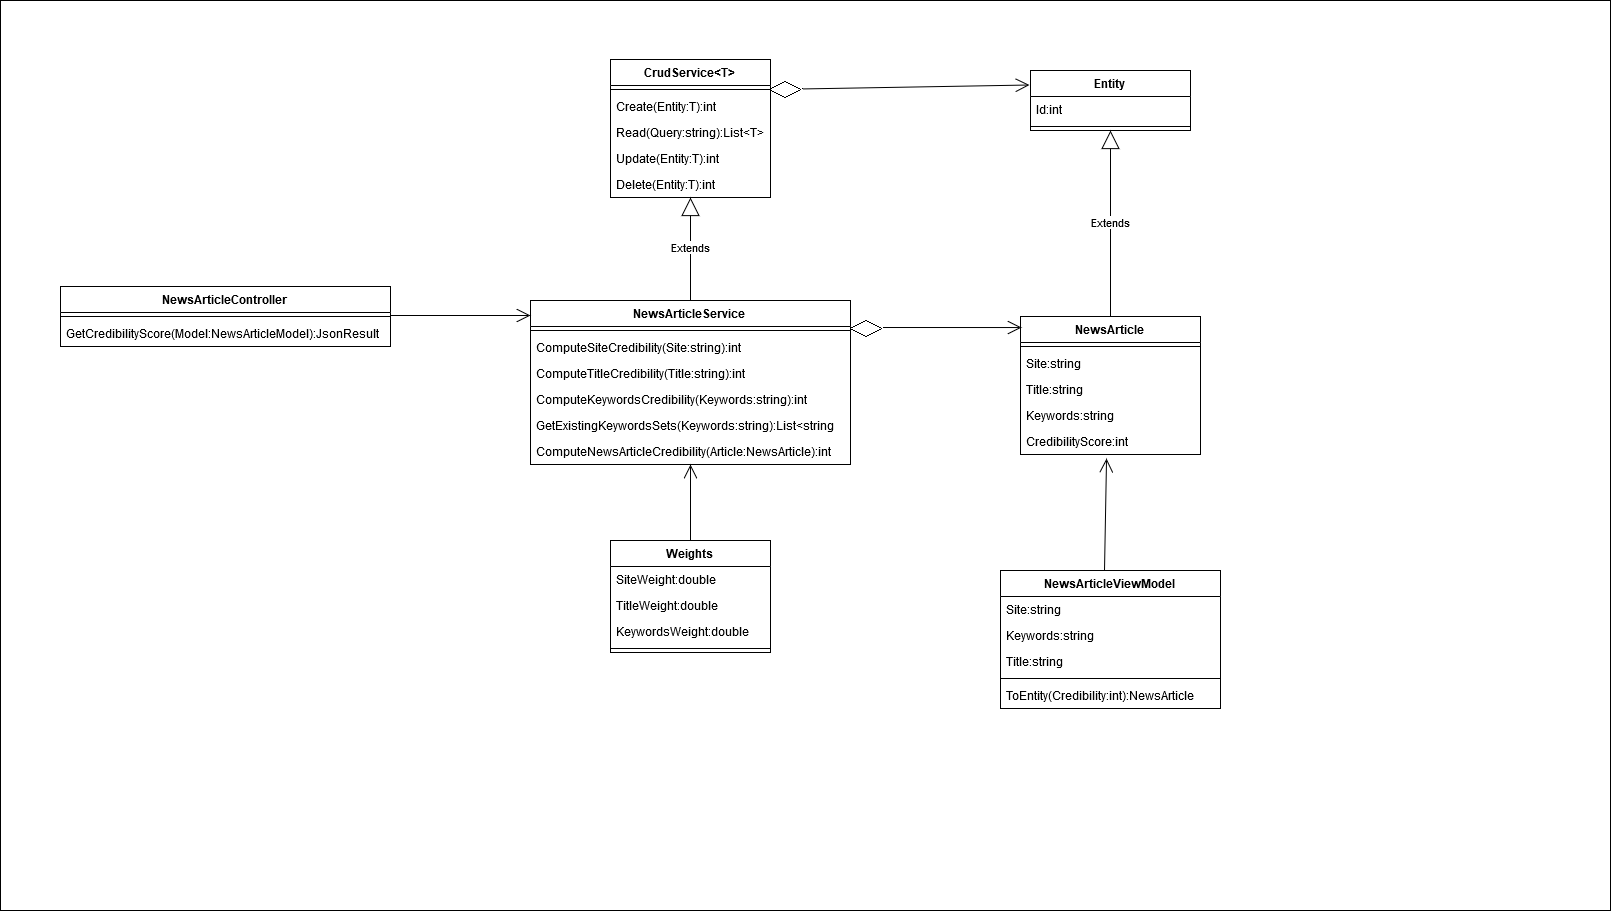 CrudService<T>
Create(Entity:T):int
Read(Query:string):List<T>
Update(Entity:T):int
Delete(Entity:T):int
Entity
Id:int
Extends
Extends
NewsArticleController
GetCredibilityScore(Model:NewsArticleModel):JsonResult
NewsArticleService
ComputeSiteCredibility(Site:string):int
ComputeTitleCredibility(Title:string):int
ComputeKeywordsCredibility(Keywords:string):int
GetExistingKeywordsSets(Keywords:string):List<string
ComputeNewsArticleCredibility(Article:NewsArticle):int
NewsArticle
Site:string
Title:string
Keywords:string
CredibilityScore:int
Weights
SiteWeight:double
TitleWeight:double
KeywordsWeight:double
NewsArticleViewModel
Site:string
Keywords:string
Title:string
ToEntity(Credibility:int):NewsArticle